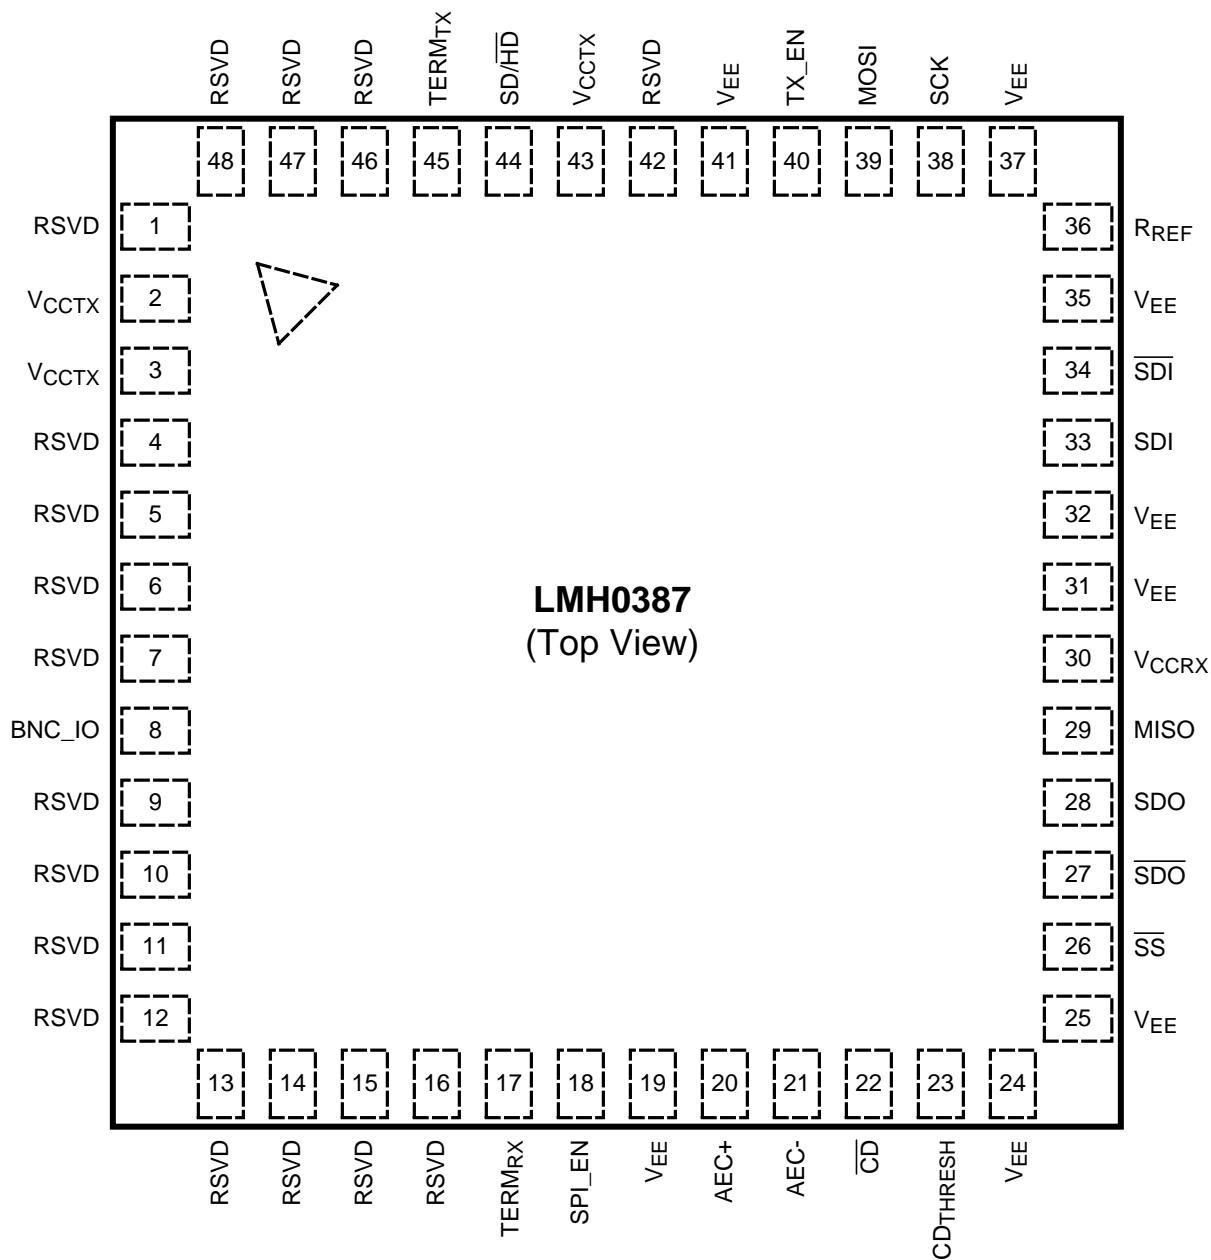 RSVD
RSVD
RSVD
TERMTX
SD/H̅D̅
VCCTX
RSVD
VEE
TX_EN
MOSI
SCK
VEE
48
47
46
45
44
43
42
41
40
39
38
37
RSVD 1
36 RREF
VCCTX 2
35 VEE
VCCTX 3
34 S̅D̅I̅
RSVD 4
33 SDI
RSVD 5
32 VEE
RSVD 6
31 VEE
LMH0387
(Top View)
RSVD 7
30 VCCRX
BNC_IO 8
29 MISO
RSVD 9
28 SDO
RSVD 10
27 S̅D̅O̅
RSVD 11
26 S̅S̅
RSVD 12
25 VEE
13
14
15
16
17
18
19
20
21
22
23
24
RSVD
RSVD
RSVD
RSVD
TERMRX
SPI_EN
VEE
AEC+
AEC-
C̅D̅
CDTHRESH
VEE